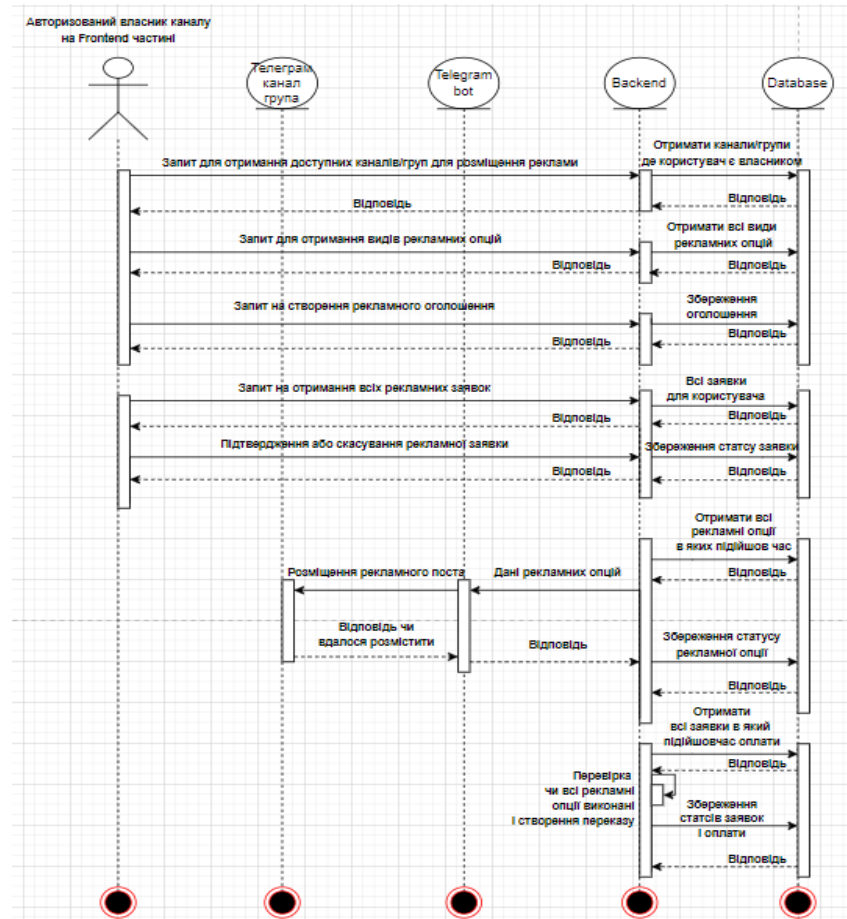 Авторизований власник каналу
на Frontend частині
Телеграм
канал
група
Telegram
bot
Backend
Database
Отримати канали/групи
де користувач є власником
Запит для отримання доступних каналів/груп для розміщення реклами
Відповідь
Відповідь
Отримати всі види
рекламних опцій
Запит для отримання видів рекламних опцій
Відповідь
Відповідь
Збереження
оголошення
Запит на створення рекламного оголошення
Відповідь
Відповідь
Всі заявки
для користувача
Запит на отримання всіх рекламних заявок
Відповідь
Відповідь
Підтвердження або скасування рекламної заявки
Збереження статсу заявки
Відповідь
Відповідь
Отримати всі
рекламні опції
в яких підійшов час
Розміщення рекламного поста
Дані рекламних опцій
Відповідь
Відповідь чи
вдалося розмістити
Відповідь
Збереження статусу
рекламної опції
Відповідь
Отримати
всі заявки в який
підійшовчас оплати
Відповідь
Перевірка
чи всі рекламні
опції виконані
і створення переказу
Збереження
статсів заявок
і оплати
Відповідь